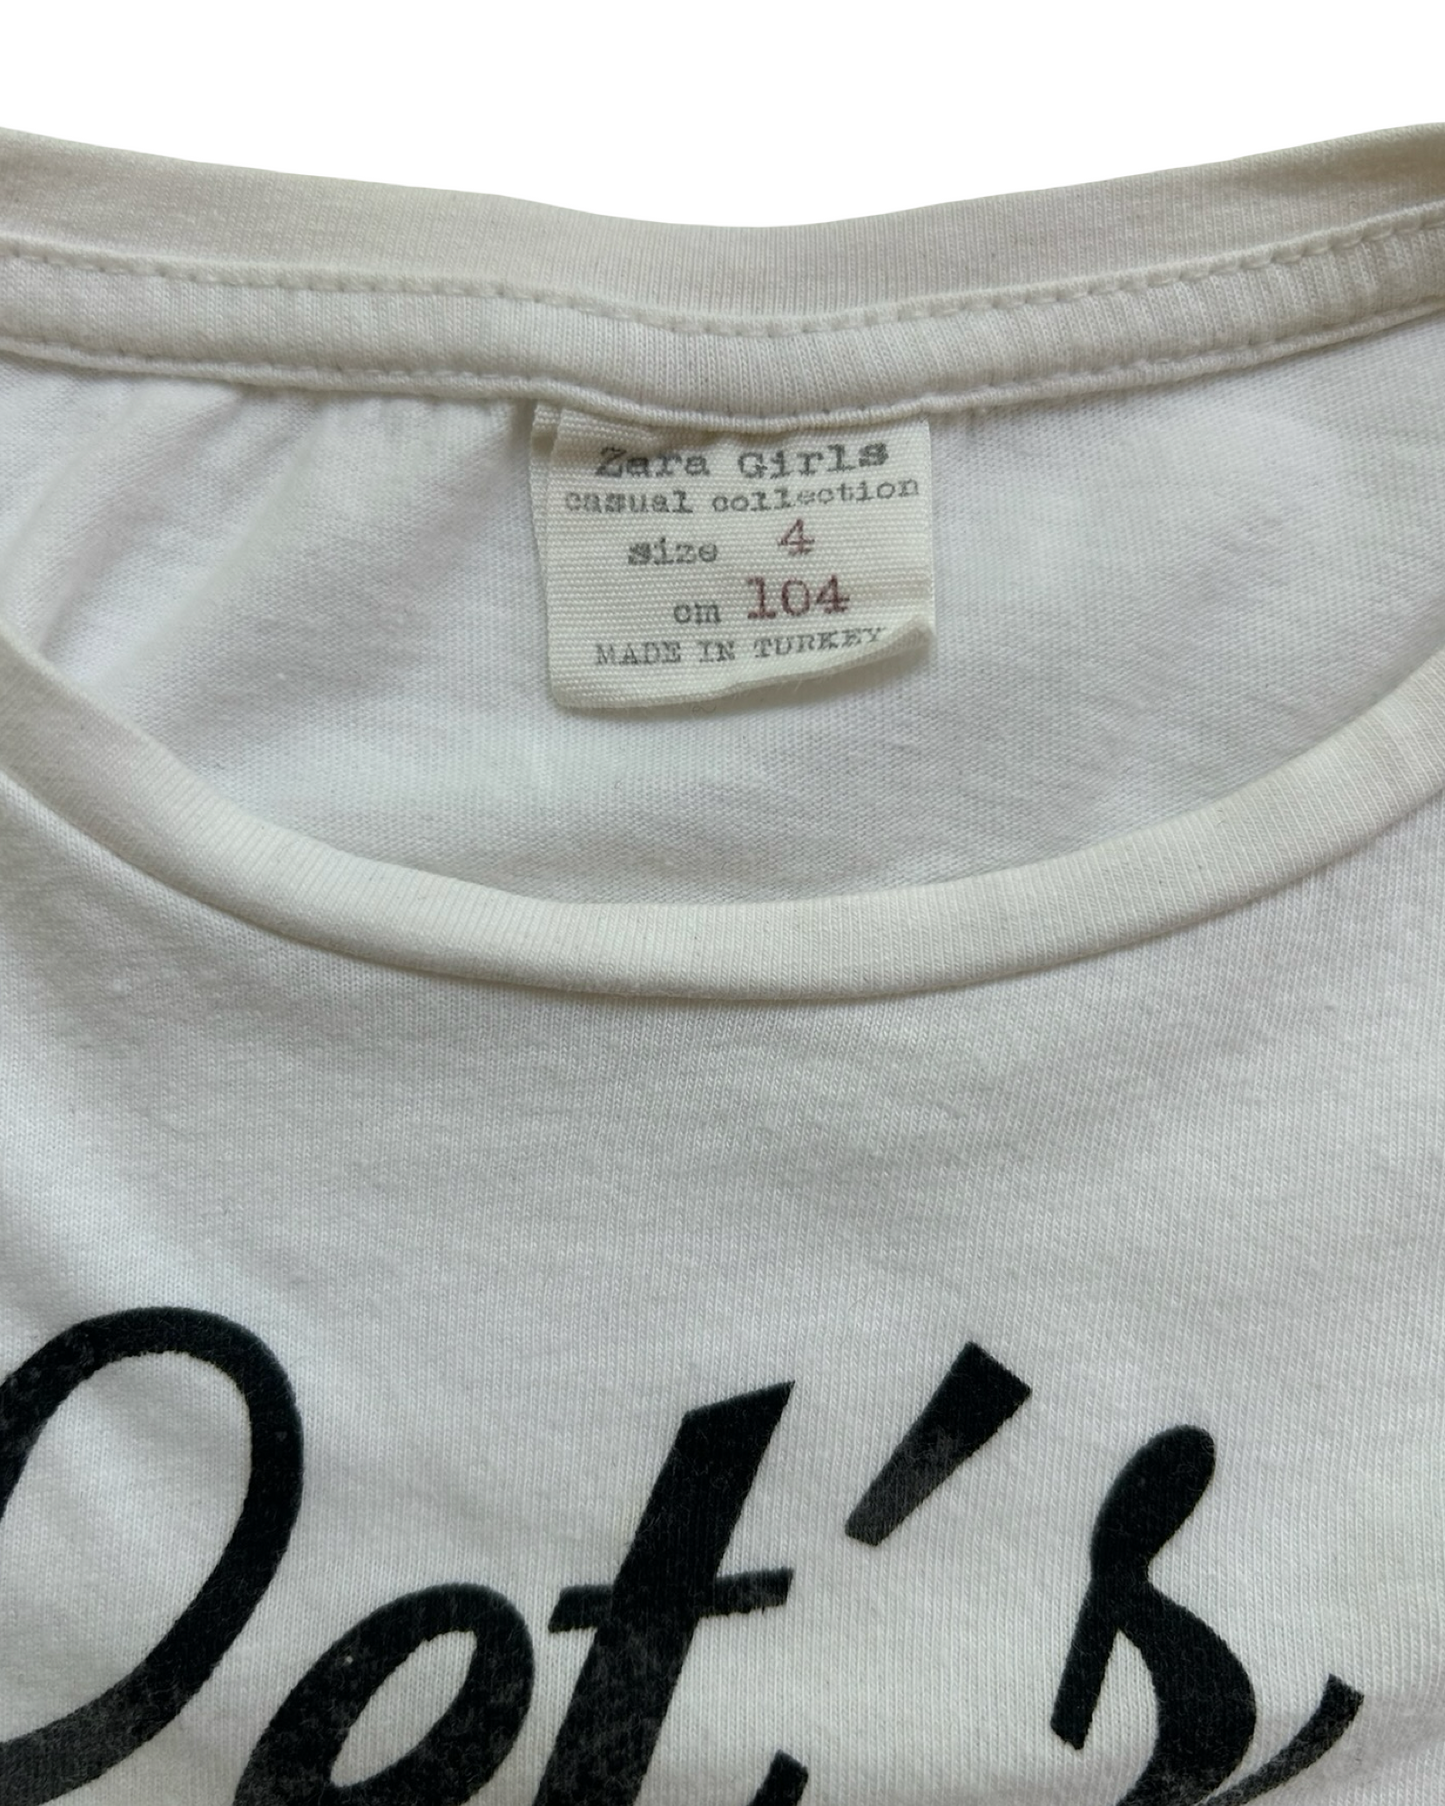 Zara Girls
casual collection
size 4
cm 104
MADE IN TURKEY
Let's